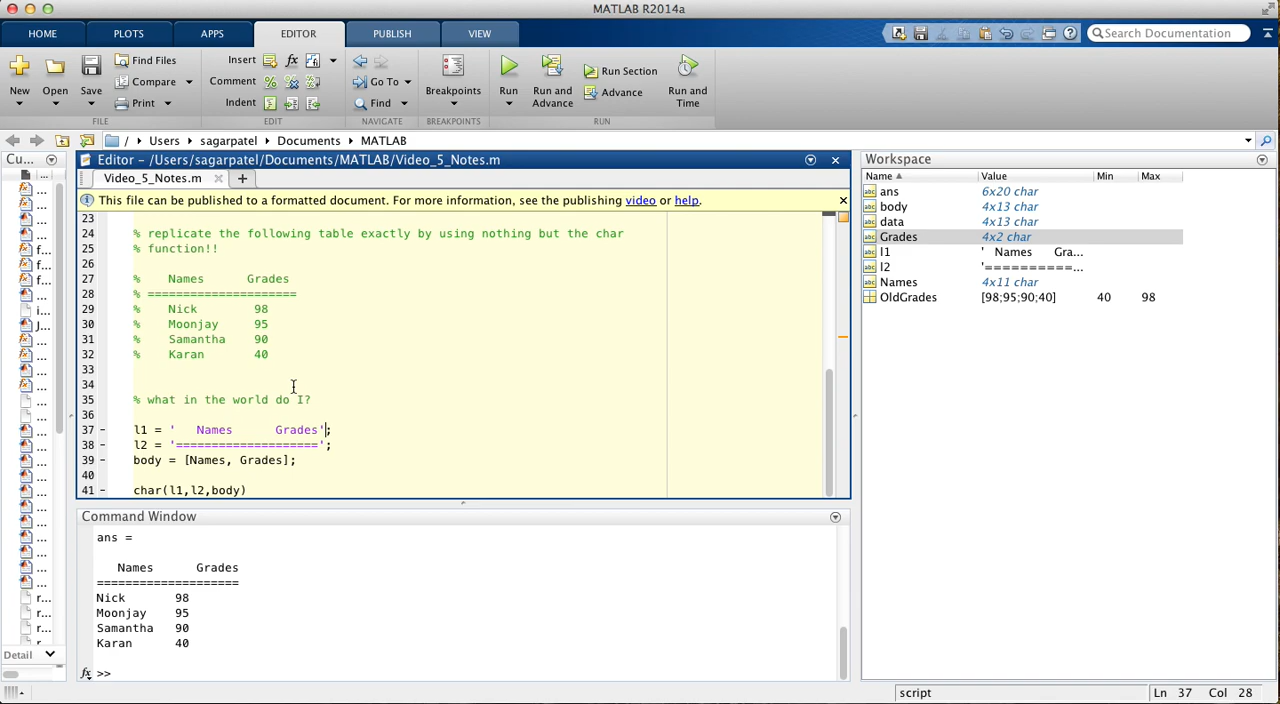 MATLAB R2014a
HOME PLOTS APPS EDITOR PUBLISH VIEW Search Documentation
New Open Save Find Files Compare Print Insert fx Comment % Indent Go To Find Breakpoints Run Run and Advance Run Section Advance Run and Time
FILE EDIT NAVIGATE BREAKPOINTS RUN
/ Users sagarpatel Documents MATLAB
Cu... Editor - /Users/sagarpatel/Documents/MATLAB/Video_5_Notes.m Workspace
Video_5_Notes.m × + Name Value Min Max
This file can be published to a formatted document. For more information, see the publishing video or help.
23
24 % replicate the following table exactly by using nothing but the char
25 % function!!
26
27 % Names Grades
28 % =====================
29 % Nick 98
30 % Moonjay 95
31 % Samantha 90
32 % Karan 40
33
34
35 % what in the world do I?
36
37 - l1 = '   Names      Grades';
38 - l2 = '====================';
39 - body = [Names, Grades];
40
41 - char(l1,l2,body)
ans 6x20 char
body 4x13 char
data 4x13 char
Grades 4x2 char
l1 '   Names      Gra...
l2 '==========...
Names 4x11 char
OldGrades [98;95;90;40] 40 98
Command Window
ans =
Names Grades
====================
Nick 98
Moonjay 95
Samantha 90
Karan 40
fx >>
Detail
script Ln 37 Col 28